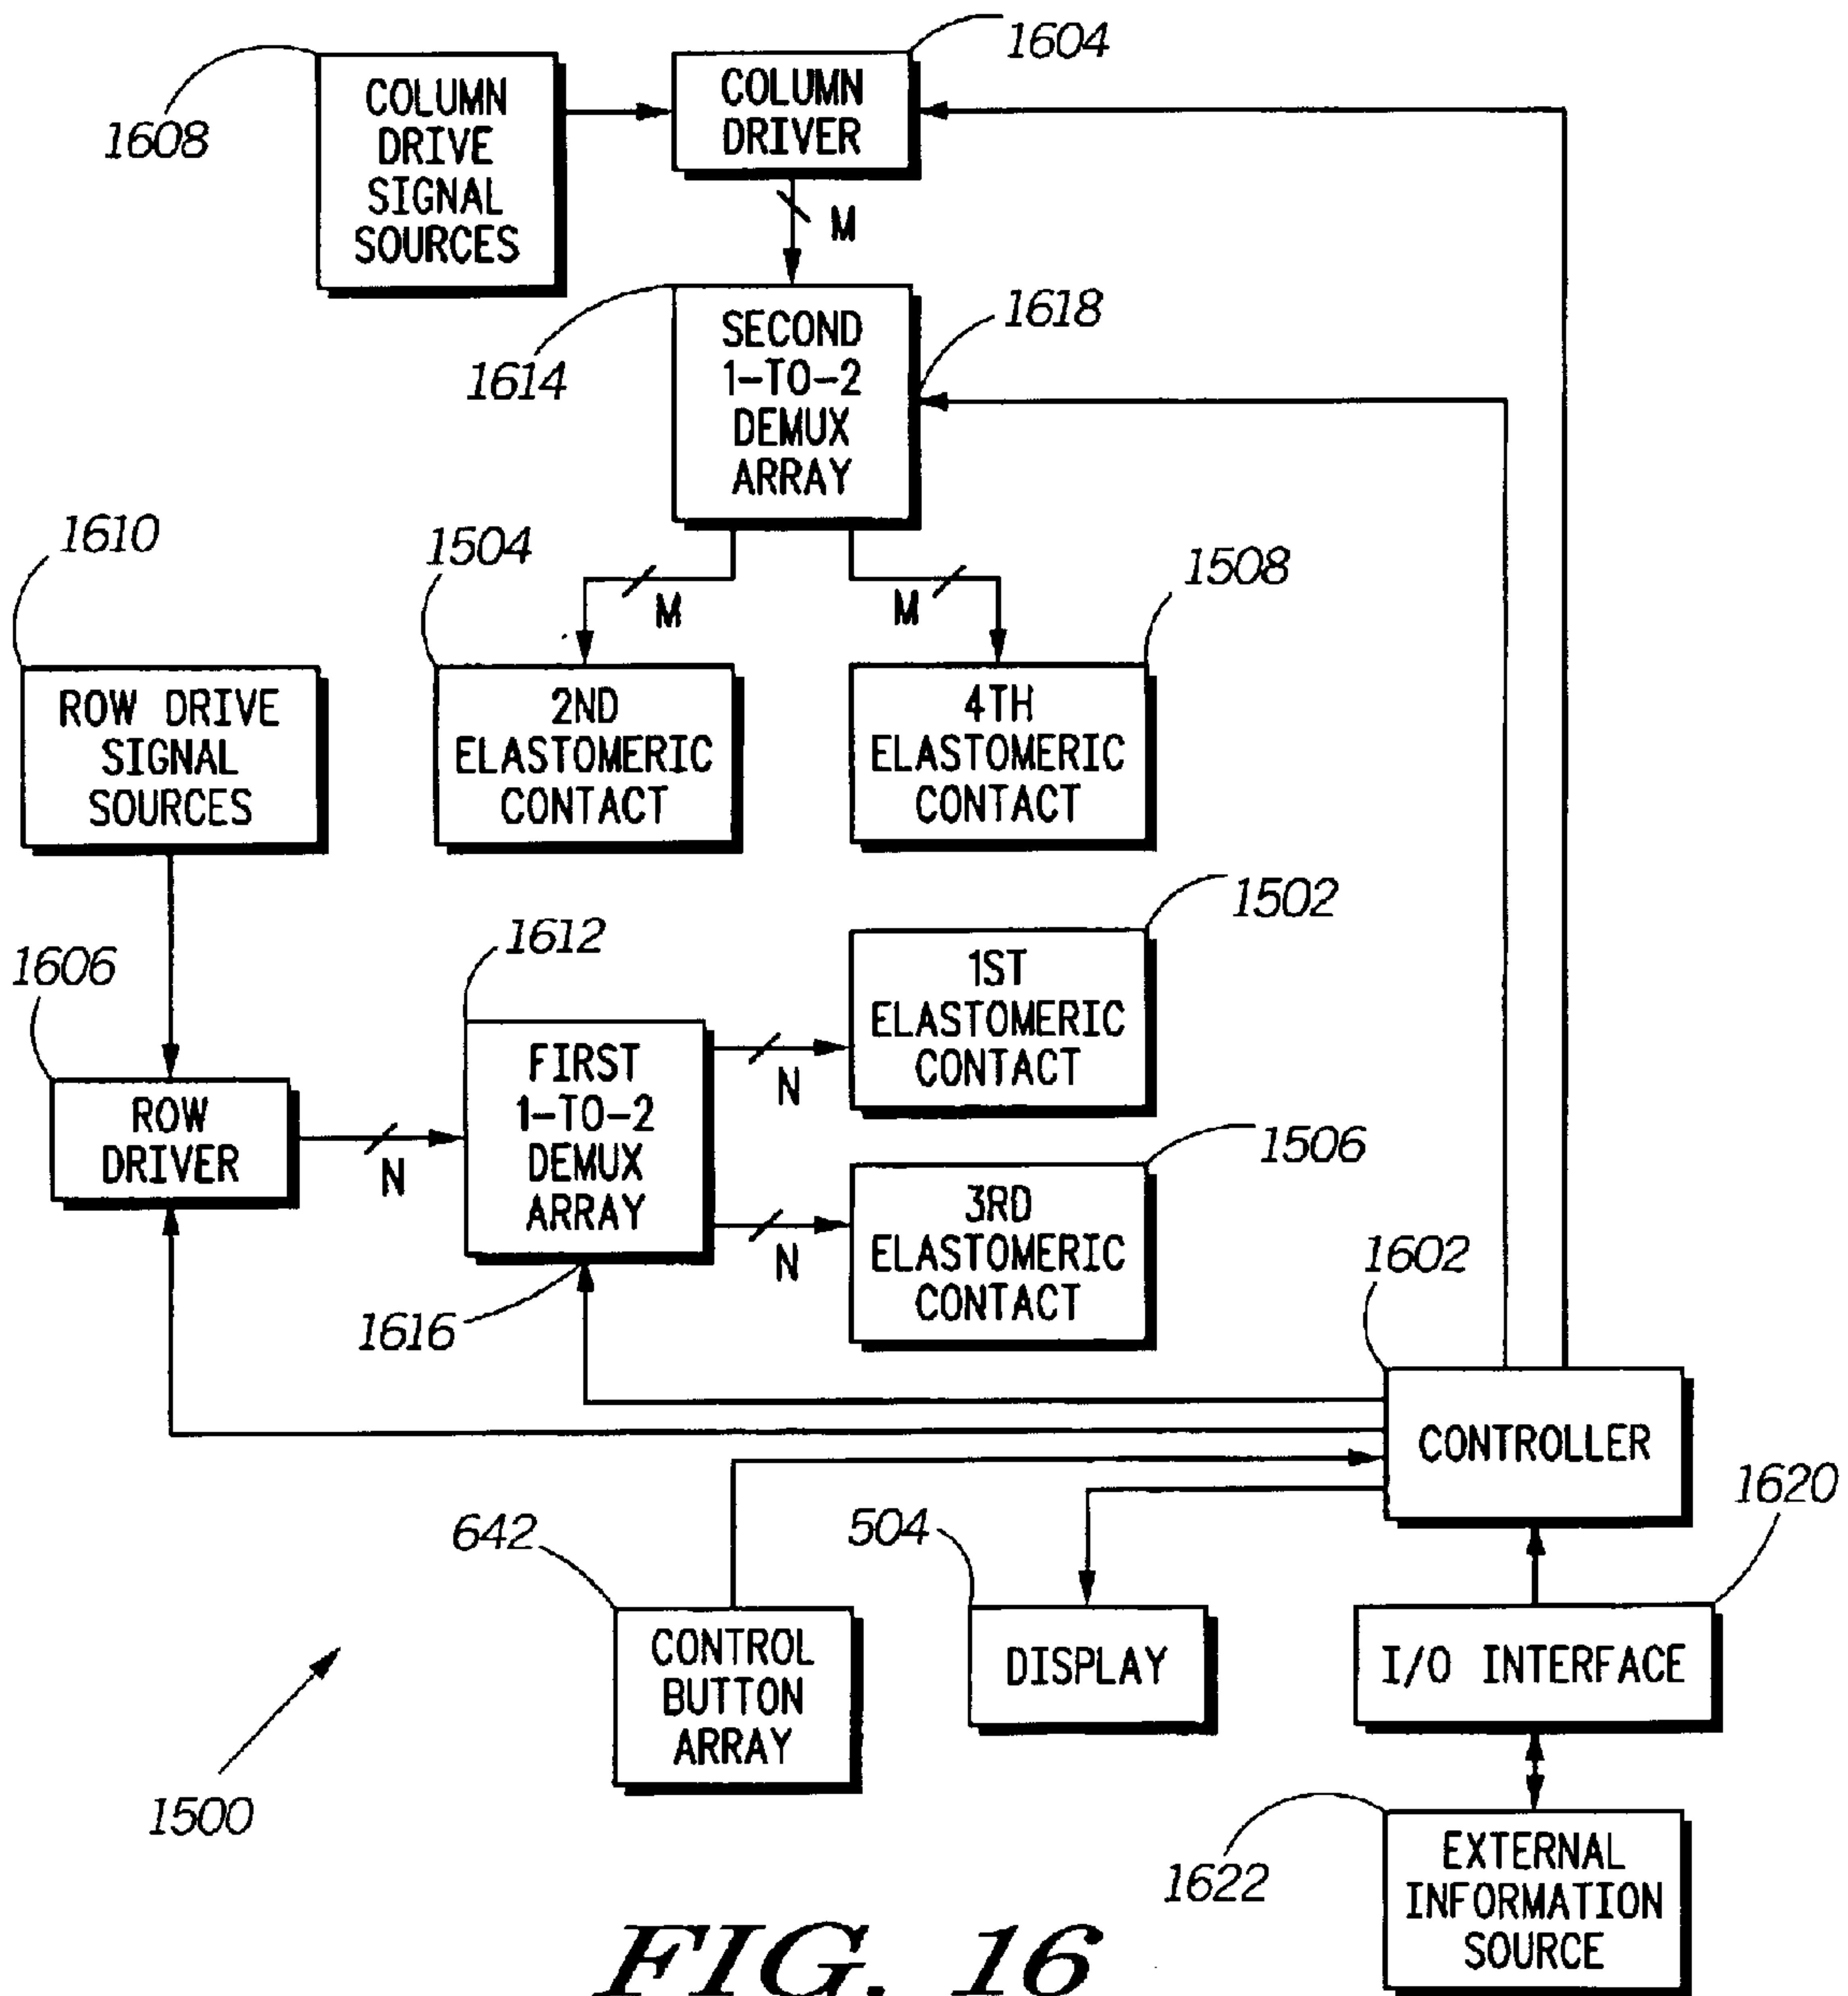 1604
1608
COLUMN
DRIVE
SIGNAL
SOURCES
COLUMN
DRIVER
M
1614
1618
SECOND
1-TO-2
DEMUX
ARRAY
1610
1504
1508
M
M
ROW DRIVE
SIGNAL
SOURCES
2ND
ELASTOMERIC
CONTACT
4TH
ELASTOMERIC
CONTACT
1502
1612
1606
1ST
ELASTOMERIC
CONTACT
FIRST
1-TO-2
DEMUX
ARRAY
N
ROW
DRIVER
N
1506
3RD
ELASTOMERIC
CONTACT
N
1616
1602
CONTROLLER
1620
642
504
CONTROL
BUTTON
ARRAY
DISPLAY
I/O INTERFACE
1500
1622
EXTERNAL
INFORMATION
SOURCE
FIG. 16